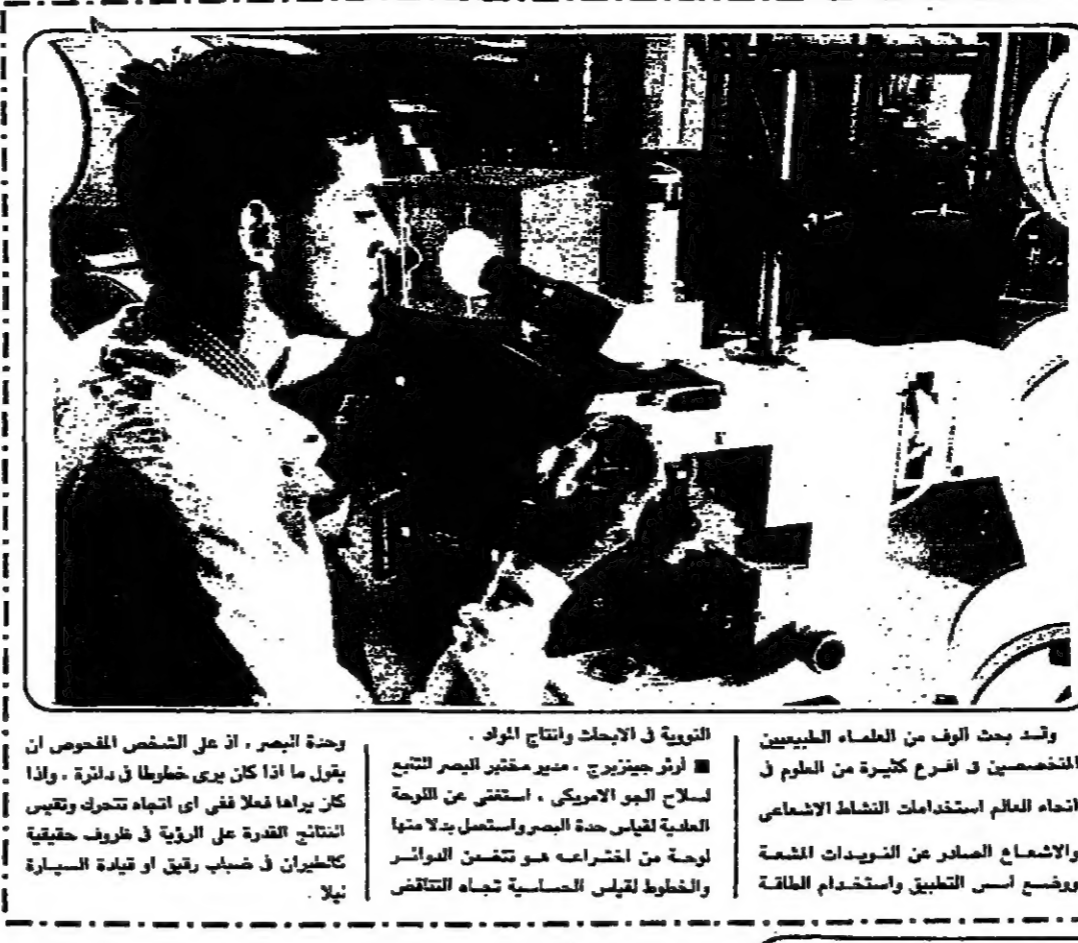 وقد بحث ألوف من العلماء الطبيعيين
المتخصصين في افرع كثيرة من العلوم في
انحاء العالم استخدامات النشاط الاشعاعي
والاشعاع الصادر عن النويدات المشعة
ووضع اسس التطبيق واستخدام الطاقة
النووية في الابحاث وانتاج المواد .
■ آرثر جينزبرج ، مدير مختبر البصر التابع
لسلاح الجو الامريكي ، استغنى عن اللوحة
العادية لقياس حدة البصر واستعمل بدلا منها
لوحة من اختراعه هو تتضمن الدوائر
والخطوط لقياس الحساسية تجاه التناقض
وحدة البصر ، اذ على الشخص المفحوص ان
يقول ما اذا كان يرى خطوطا في دائرة ، واذا
كان يراها فعلا ففي اى اتجاه تتحرك وتقيس
النتائج القدرة على الرؤية في ظروف حقيقية
كالطيران في ضباب رقيق او قيادة السيارة
ليلا .